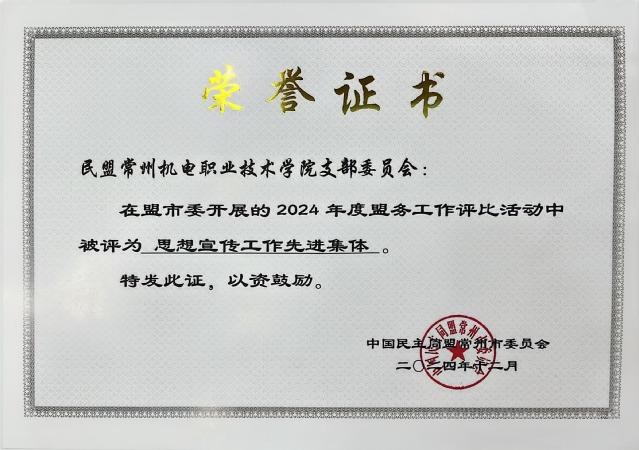 荣誉证书
民盟常州机电职业技术学院支部委员会：
在盟市委开展的2024年度盟务工作评比活动中
被评为 思想宣传工作先进集体 。
特发此证，以资鼓励。
中国民主同盟常州市委员会
二〇二四年十二月